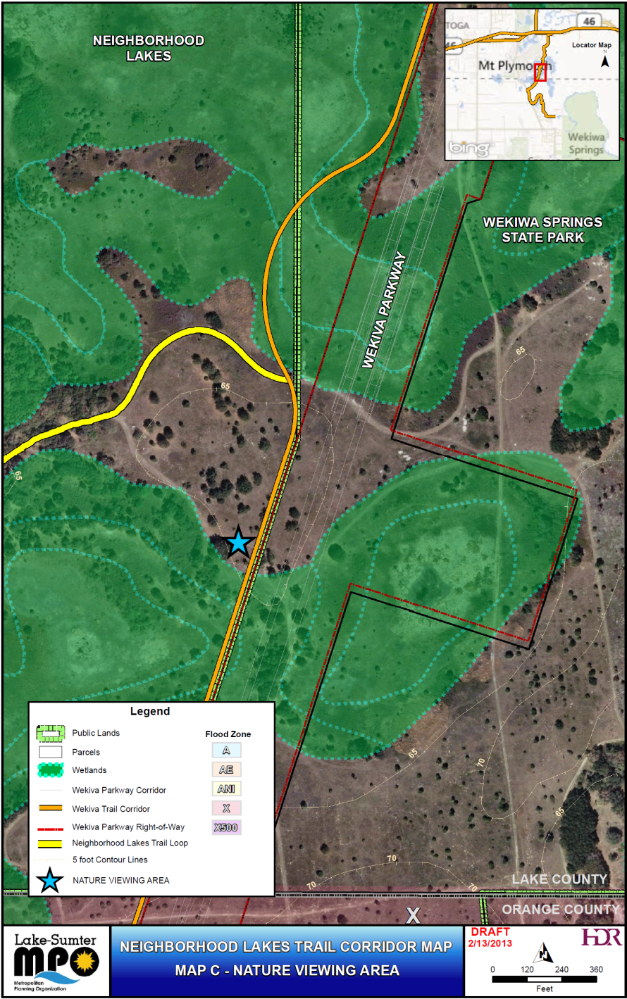 NEIGHBORHOOD
LAKES
TOGA
46
46
Locator Map
N
Mt Plymouth
bing
Wekiwa
Springs
WEKIWA SPRINGS
STATE PARK
WEKIVA PARKWAY
65
65
65
Legend
Public Lands
Parcels
Wetlands
Wekiva Parkway Corridor
Wekiva Trail Corridor
Wekiva Parkway Right-of-Way
Neighborhood Lakes Trail Loop
5 foot Contour Lines
NATURE VIEWING AREA
Flood Zone
A
AE
ANI
X
X500
65
70
65
70
70
70
LAKE COUNTY
ORANGE COUNTY
X
Lake-Sumter
MPO
Metropolitan
Planning Organization
NEIGHBORHOOD LAKES TRAIL CORRIDOR MAP
MAP C - NATURE VIEWING AREA
DRAFT
2/13/2013
HDR
N
0 120 240 360
Feet